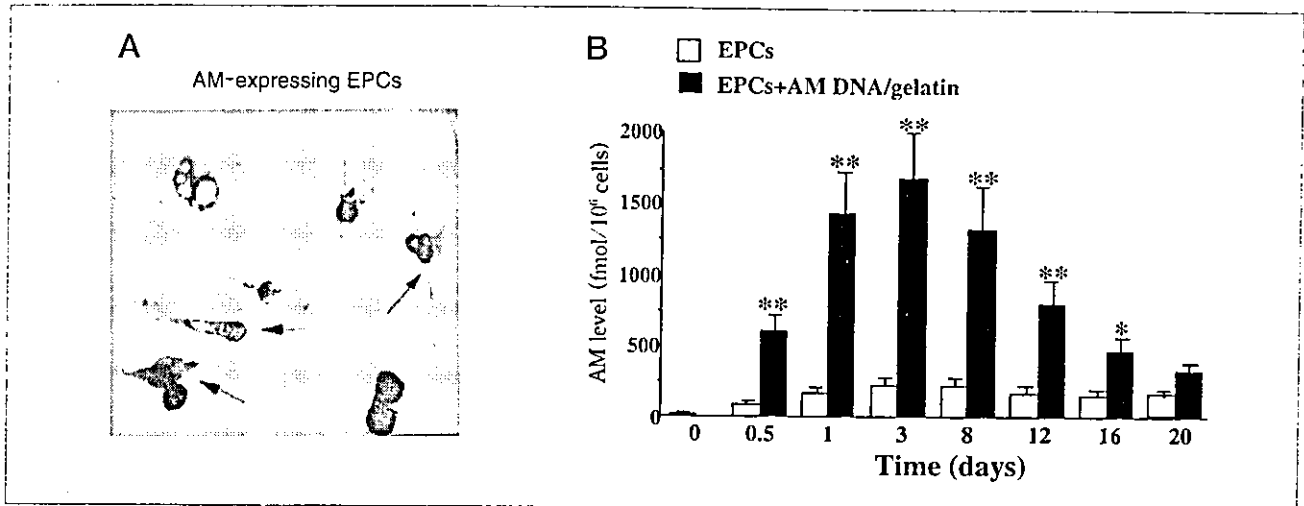 A
AM-expressing EPCs
B
EPCs
EPCs+AM DNA/gelatin
AM level (fmol/10⁶ cells)
2000
1500
1000
500
0
**
**
**
**
**
*
0 0.5 1 3 8 12 16 20
Time (days)